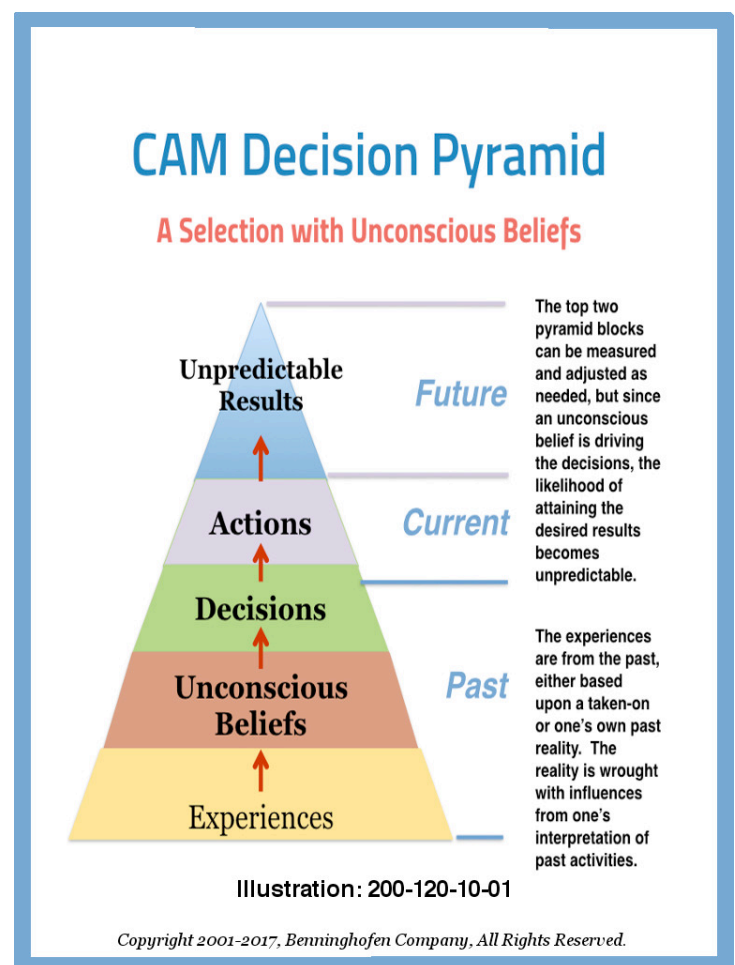 CAM Decision Pyramid
A Selection with Unconscious Beliefs
Unpredictable
Results
Future
Actions
Current
Decisions
Unconscious
Beliefs
Past
Experiences
The top two
pyramid blocks
can be measured
and adjusted as
needed, but since
an unconscious
belief is driving
the decisions, the
likelihood of
attaining the
desired results
becomes
unpredictable.
The experiences
are from the past,
either based
upon a taken-on
or one's own past
reality.  The
reality is wrought
with influences
from one's
interpretation of
past activities.
Illustration: 200-120-10-01
Copyright 2001-2017, Benninghofen Company, All Rights Reserved.